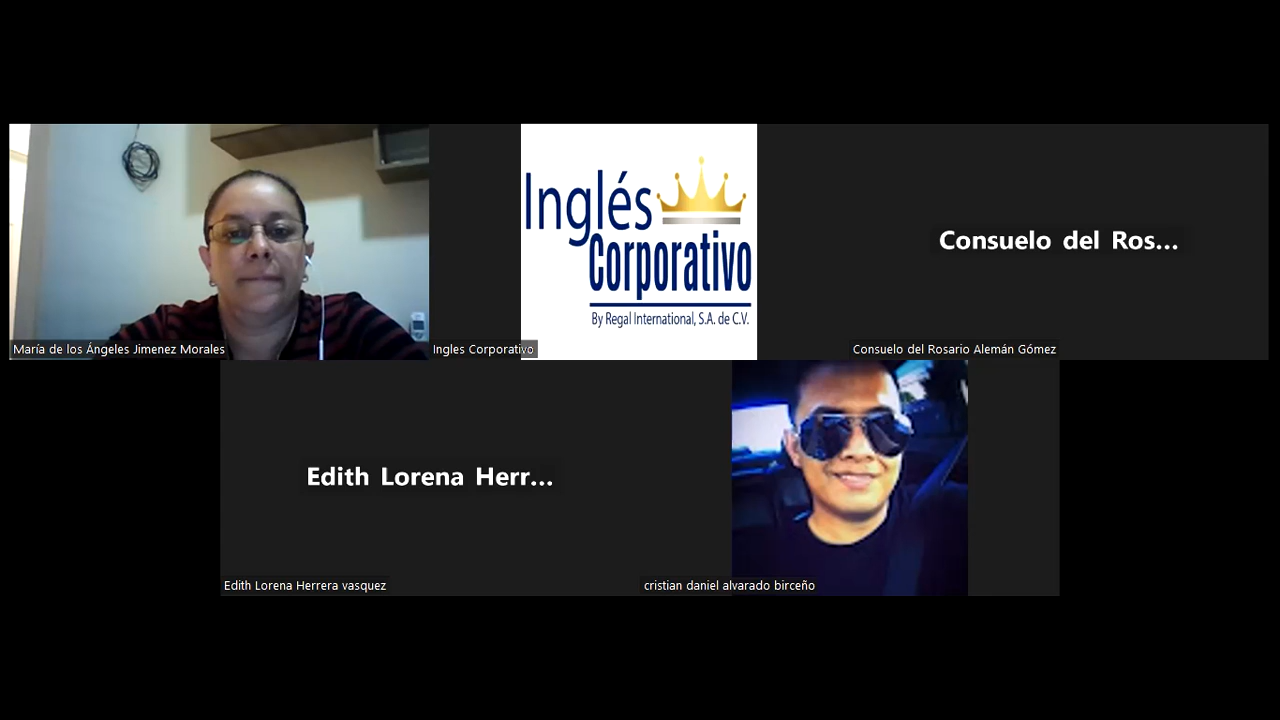 Inglés
Corporativo
By Regal International, S.A. de C.V.
Consuelo del Ros...
María de los Ángeles Jimenez Morales
Ingles Corporativo
Consuelo del Rosario Alemán Gómez
Edith Lorena Herr...
Edith Lorena Herrera vasquez
cristian daniel alvarado birceño